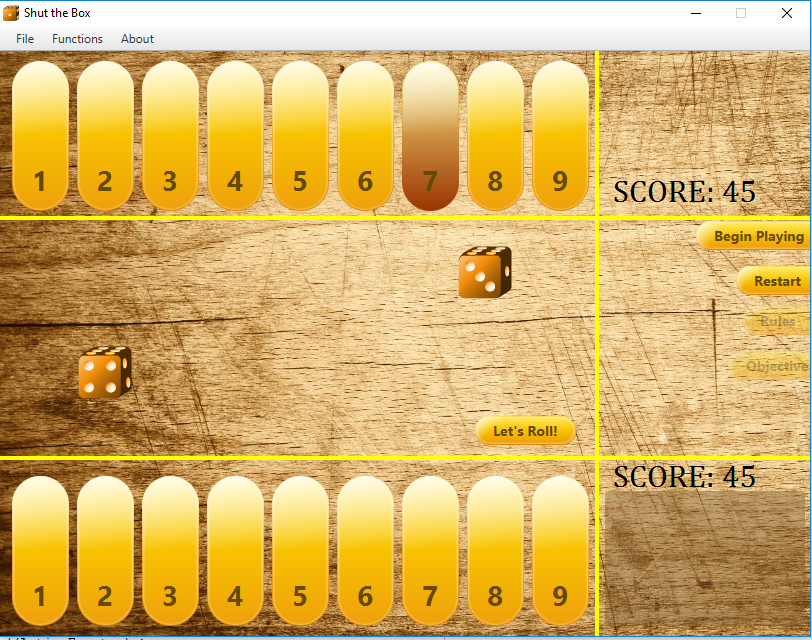 Shut the Box
File Functions About
1 2 3 4 5 6 7 8 9
SCORE: 45
Begin Playing
Restart
Rules
Objective
Let's Roll!
SCORE: 45
1 2 3 4 5 6 7 8 9